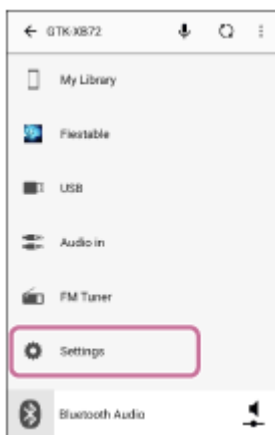 GTK-XB72
My Library
Fiestable
USB
Audio in
FM Tuner
Settings
Bluetooth Audio